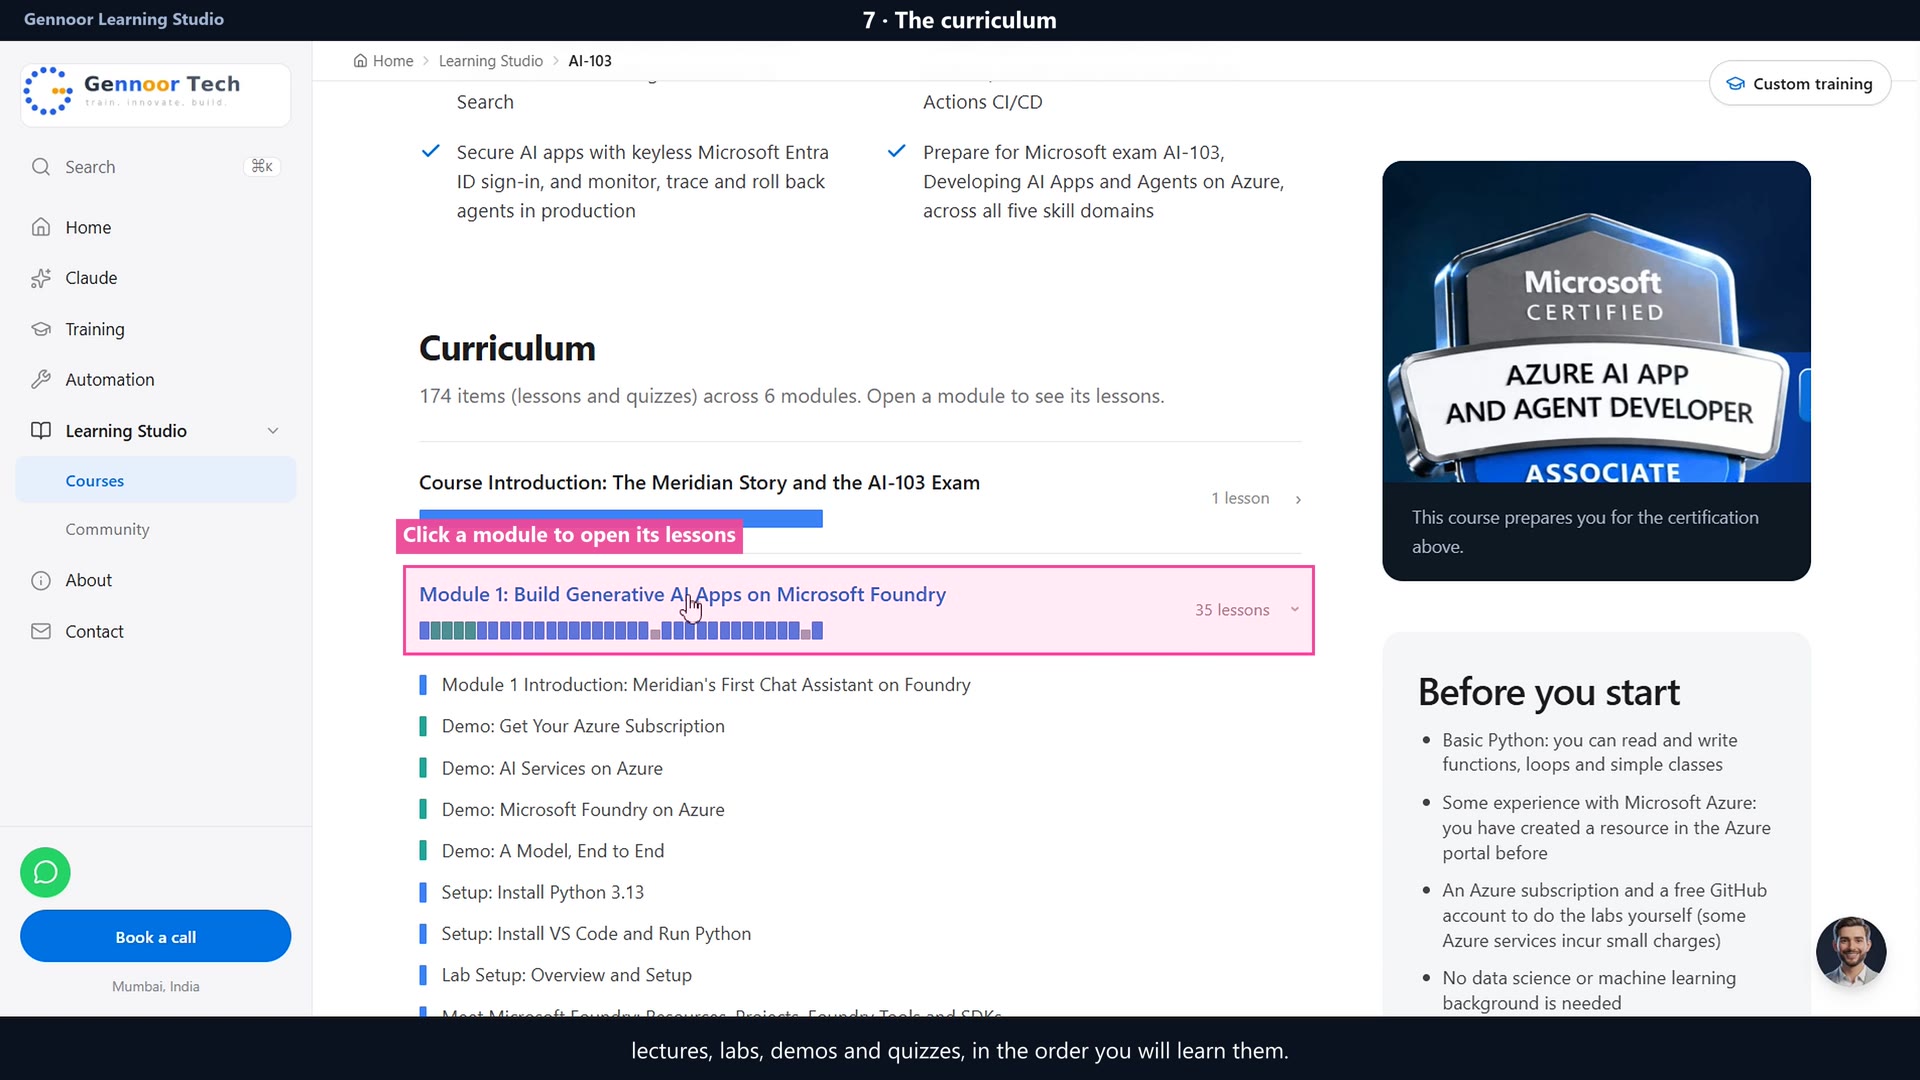 Gennoor Learning Studio
7 · The curriculum
Gennoor Tech
train. innovate. build.
Search ⌘K
Home
Claude
Training
Automation
Learning Studio
Courses
Community
About
Contact
Book a call
Mumbai, India
Home > Learning Studio > AI-103
Custom training
Search
Actions CI/CD
Secure AI apps with keyless Microsoft Entra
ID sign-in, and monitor, trace and roll back
agents in production
Prepare for Microsoft exam AI-103,
Developing AI Apps and Agents on Azure,
across all five skill domains
Curriculum
174 items (lessons and quizzes) across 6 modules. Open a module to see its lessons.
Course Introduction: The Meridian Story and the AI-103 Exam
1 lesson
Click a module to open its lessons
Module 1: Build Generative AI Apps on Microsoft Foundry
35 lessons
Module 1 Introduction: Meridian's First Chat Assistant on Foundry
Demo: Get Your Azure Subscription
Demo: AI Services on Azure
Demo: Microsoft Foundry on Azure
Demo: A Model, End to End
Setup: Install Python 3.13
Setup: Install VS Code and Run Python
Lab Setup: Overview and Setup
Meet Microsoft Foundry: Resources, Projects, Foundry Tools and SDKs
Microsoft
CERTIFIED
AZURE AI APP
AND AGENT DEVELOPER
ASSOCIATE
This course prepares you for the certification
above.
Before you start
• Basic Python: you can read and write
functions, loops and simple classes
• Some experience with Microsoft Azure:
you have created a resource in the Azure
portal before
• An Azure subscription and a free GitHub
account to do the labs yourself (some
Azure services incur small charges)
• No data science or machine learning
background is needed
lectures, labs, demos and quizzes, in the order you will learn them.